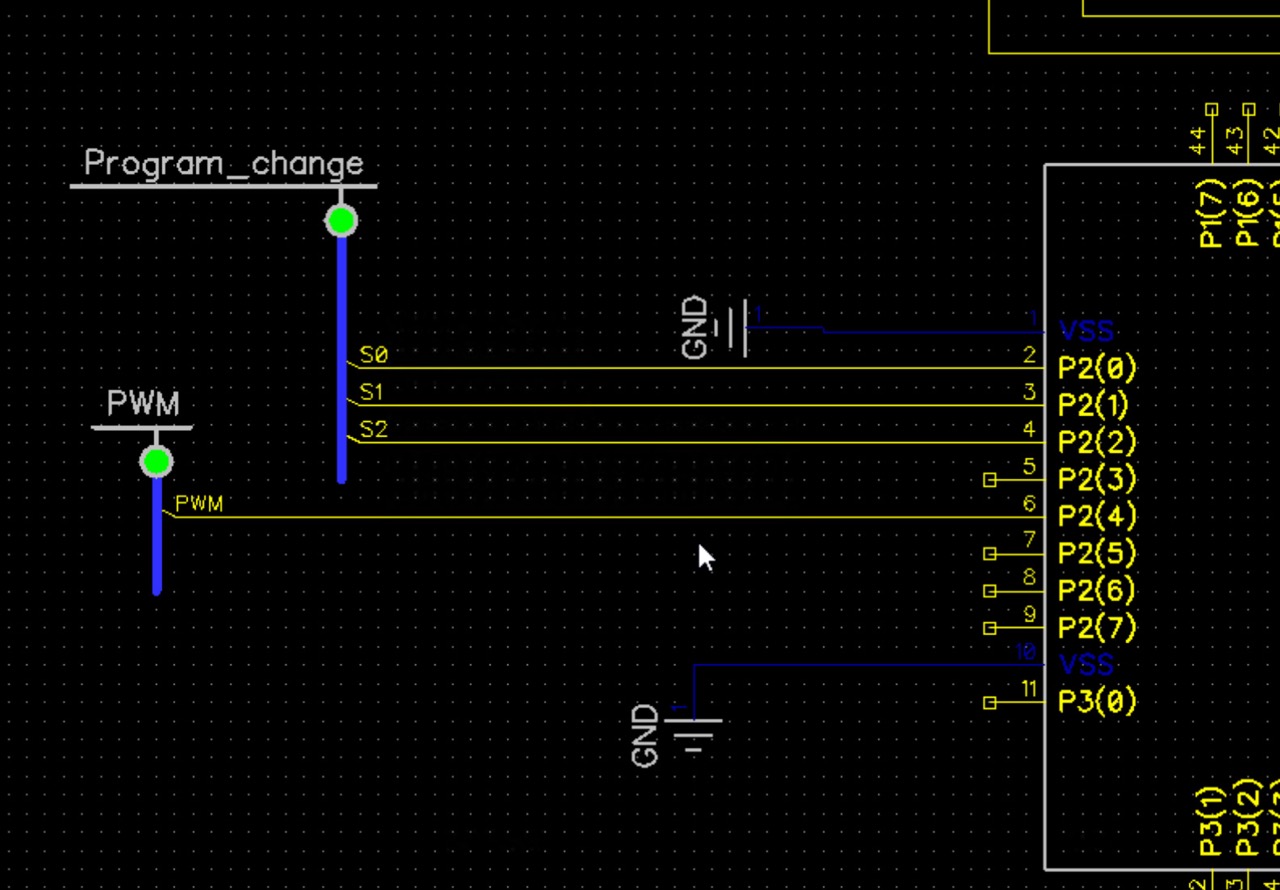 44
43
42
Program_change
P1(7)
P1(6)
GND
1
1
VSS
S0
2
P2(0)
S1
3
P2(1)
PWM
S2
4
P2(2)
5
P2(3)
PWM
6
P2(4)
7
P2(5)
8
P2(6)
9
P2(7)
10
VSS
11
P3(0)
1
GND
P3(1)
P3(2)